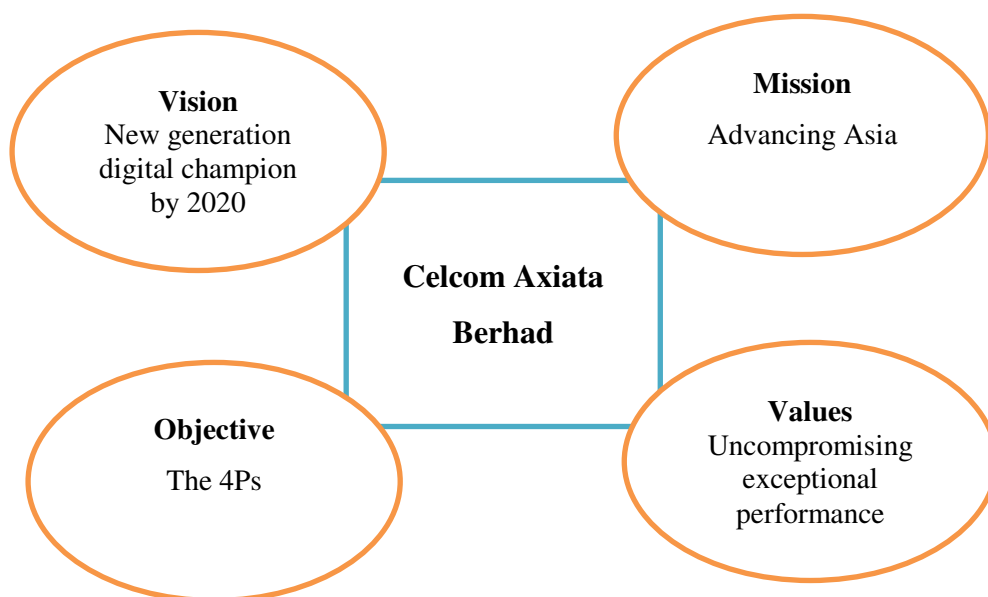 Vision
New generation
digital champion
by 2020
Mission
Advancing Asia
Celcom Axiata
Berhad
Objective
The 4Ps
Values
Uncompromising
exceptional
performance